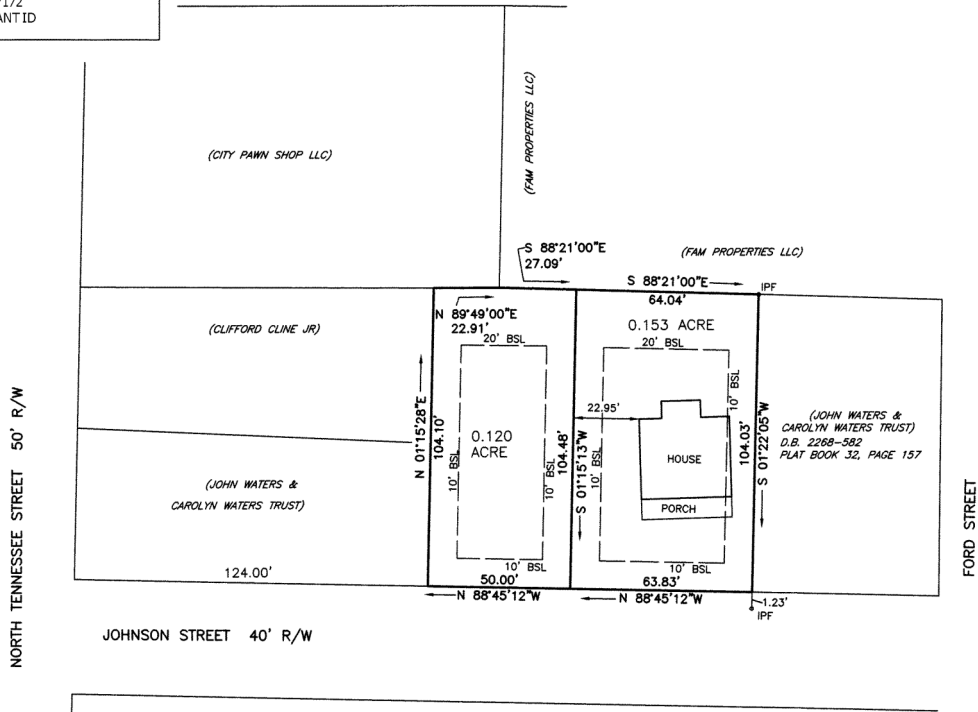 172
ANT ID
(CITY PAWN SHOP LLC)
(FAM PROPERTIES LLC)
S 88°21'00"E
27.09'
(FAM PROPERTIES LLC)
S 88°21'00"E
IPF
64.04'
N 89°49'00"E
22.91'
20' BSL
0.153 ACRE
20' BSL
(CLIFFORD CLINE JR)
N 01°15'28"E
104.10'
10' BSL
0.120
ACRE
10' BSL
104.48'
S 01°15'13"W
10' BSL
22.95'
HOUSE
PORCH
10' BSL
104.03'
S 01°22'05"W
(JOHN WATERS &
CAROLYN WATERS TRUST)
D.B. 2268-582
PLAT BOOK 32, PAGE 157
(JOHN WATERS &
CAROLYN WATERS TRUST)
NORTH TENNESSEE STREET 50' R/W
FORD STREET
124.00'
10' BSL
50.00'
N 88°45'12"W
10' BSL
63.83'
N 88°45'12"W
1.23'
IPF
JOHNSON STREET 40' R/W